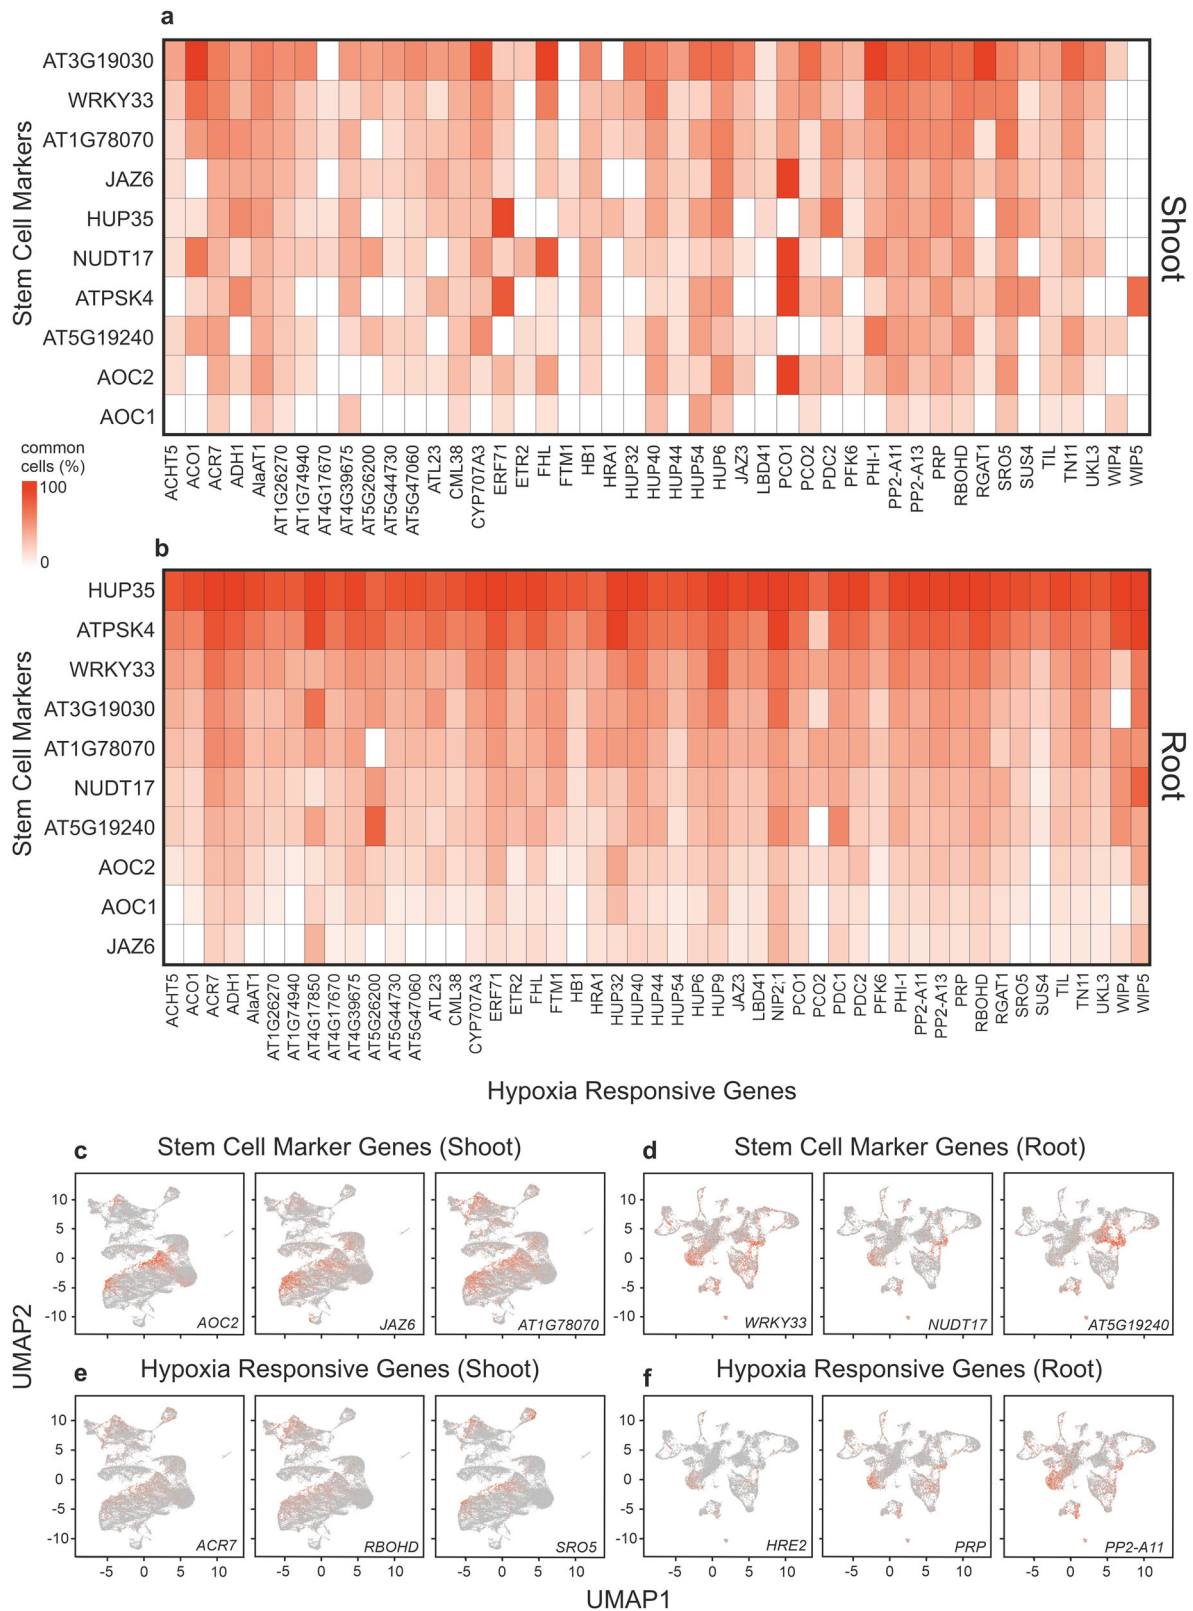 a
Stem Cell Markers
AT3G19030
WRKY33
AT1G78070
JAZ6
HUP35
NUDT17
ATPSK4
AT5G19240
AOC2
AOC1
Shoot
ACHT5
ACO1
ACR7
ADH1
AlaAT1
AT1G26270
AT1G74940
AT4G17670
AT4G39675
AT5G26200
AT5G44730
AT5G47060
ATL23
CML38
CYP707A3
ERF71
ETR2
FHL
FTM1
HB1
HRA1
HUP32
HUP40
HUP44
HUP54
HUP6
JAZ3
LBD41
PCO1
PCO2
PDC2
PFK6
PHI-1
PP2-A11
PP2-A13
PRP
RBOHD
RGAT1
SRO5
SUS4
TIL
TN11
UKL3
WIP4
WIP5
common
cells (%)
100
0
b
Stem Cell Markers
HUP35
ATPSK4
WRKY33
AT3G19030
AT1G78070
NUDT17
AT5G19240
AOC2
AOC1
JAZ6
Root
ACHT5
ACO1
ACR7
ADH1
AlaAT1
AT1G26270
AT1G74940
AT4G17850
AT4G17670
AT4G39675
AT5G26200
AT5G44730
AT5G47060
ATL23
CML38
CYP707A3
ERF71
ETR2
FHL
FTM1
HB1
HRA1
HUP32
HUP40
HUP44
HUP54
HUP6
HUP9
JAZ3
LBD41
NIP2;1
PCO1
PCO2
PDC1
PDC2
PFK6
PHI-1
PP2-A11
PP2-A13
PRP
RBOHD
RGAT1
SRO5
SUS4
TIL
TN11
UKL3
WIP4
WIP5
Hypoxia Responsive Genes
c Stem Cell Marker Genes (Shoot)
10
5
0
-5
-10
AOC2
JAZ6
AT1G78070
d Stem Cell Marker Genes (Root)
10
5
0
-5
-10
WRKY33
NUDT17
AT5G19240
UMAP2
e Hypoxia Responsive Genes (Shoot)
10
5
0
-5
-10
ACR7
RBOHD
SRO5
-5 0 5 10 -5 0 5 10 -5 0 5 10
f Hypoxia Responsive Genes (Root)
10
5
0
-5
-10
HRE2
PRP
PP2-A11
-5 0 5 10 -5 0 5 10 -5 0 5 10
UMAP1